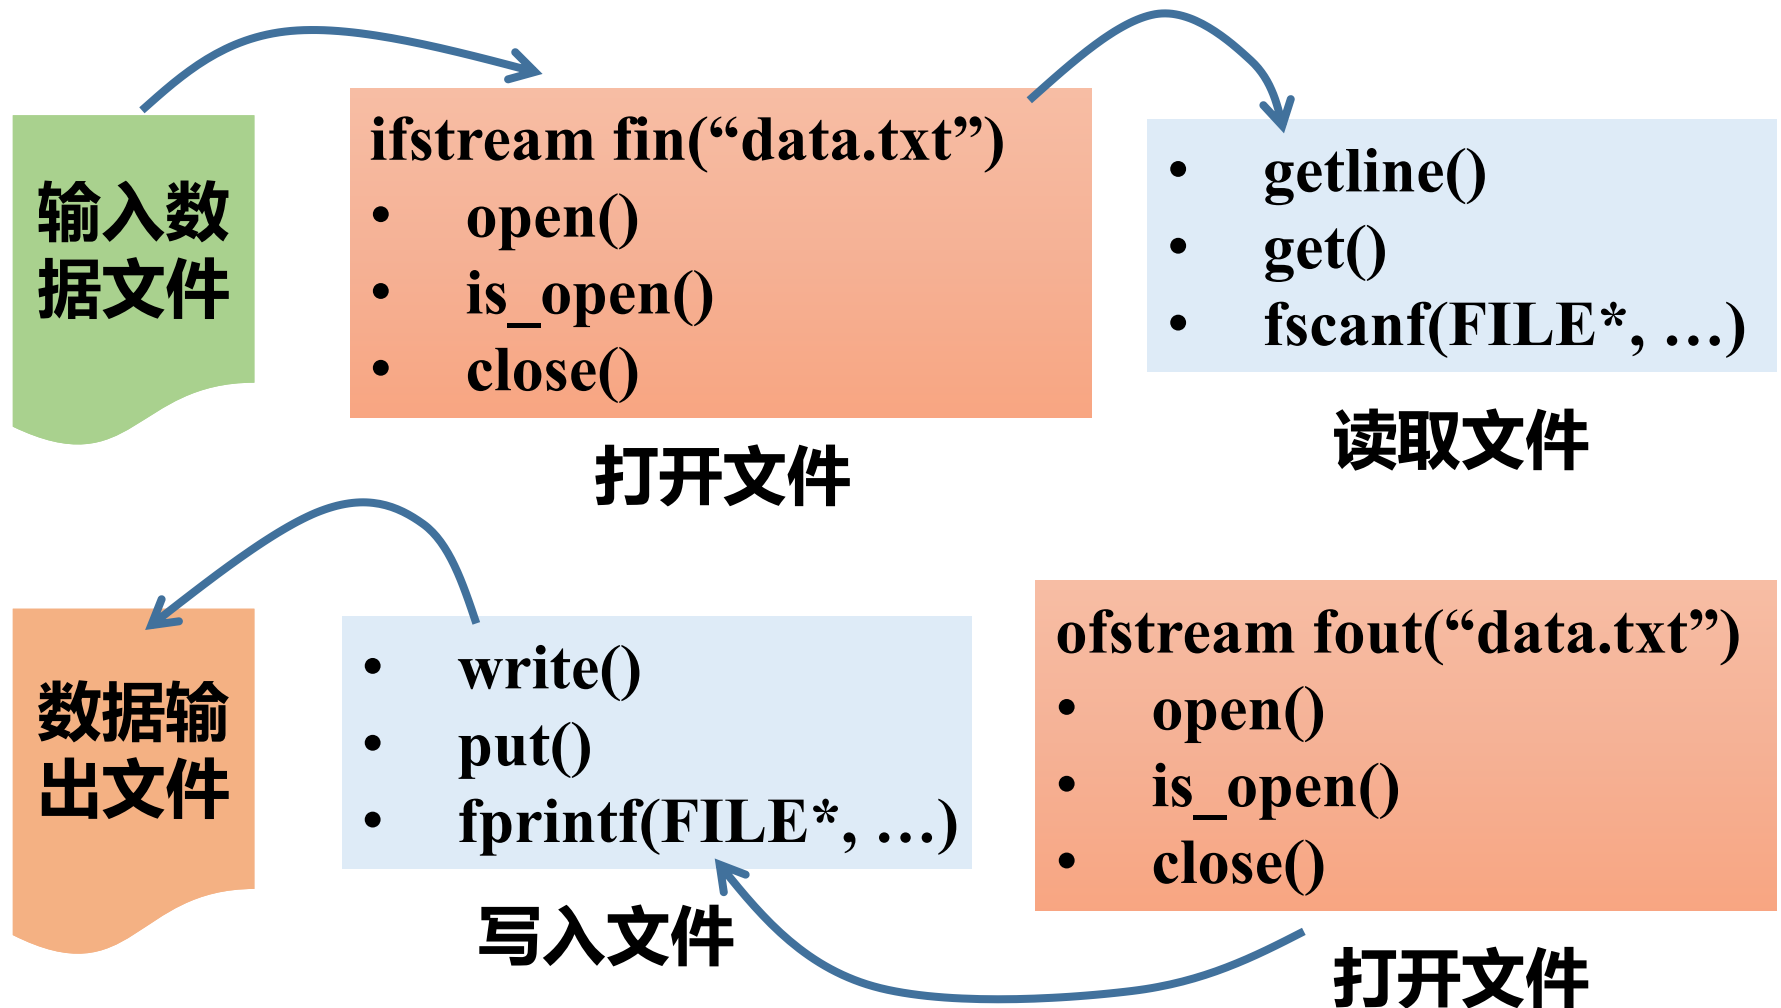 输入数
据文件
ifstream fin(“data.txt”)
• open()
• is_open()
• close()
打开文件
• getline()
• get()
• fscanf(FILE*, …)
读取文件
数据输
出文件
• write()
• put()
• fprintf(FILE*, …)
写入文件
ofstream fout(“data.txt”)
• open()
• is_open()
• close()
打开文件